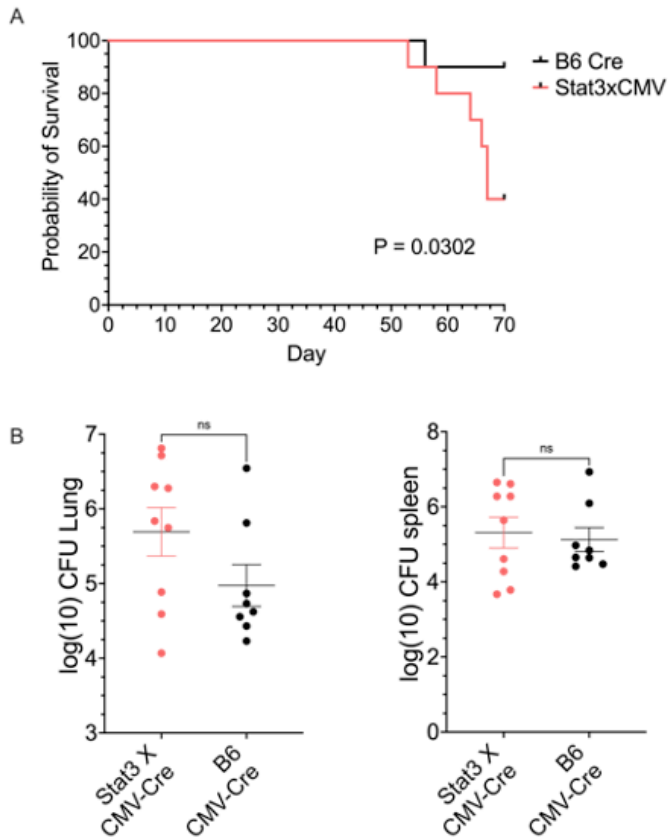 A
Probability of Survival
100
80
60
40
20
0
0 10 20 30 40 50 60 70
Day
P = 0.0302
B6 Cre
Stat3xCMV
B
log(10) CFU Lung
7
6
5
4
3
ns
Stat3 X
CMV-Cre
B6
CMV-Cre
log(10) CFU spleen
8
6
4
2
0
ns
Stat3 X
CMV-Cre
B6
CMV-Cre